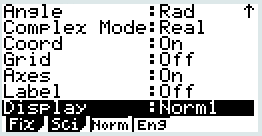 Angle :Rad ↑
Complex Mode:Real
Coord :On
Grid :Off
Axes :On
Label :Off
Display :Norm1
Fix Sci Norm Eng